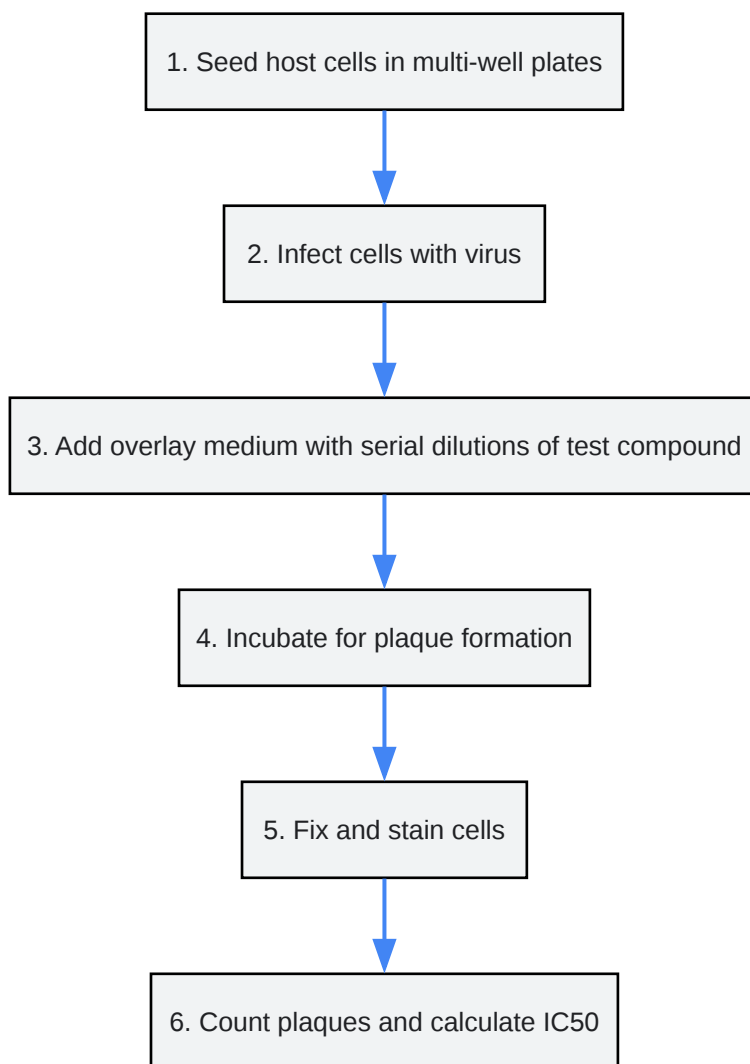 1. Seed host cells in multi-well plates
2. Infect cells with virus
3. Add overlay medium with serial dilutions of test compound
4. Incubate for plaque formation
5. Fix and stain cells
6. Count plaques and calculate IC50